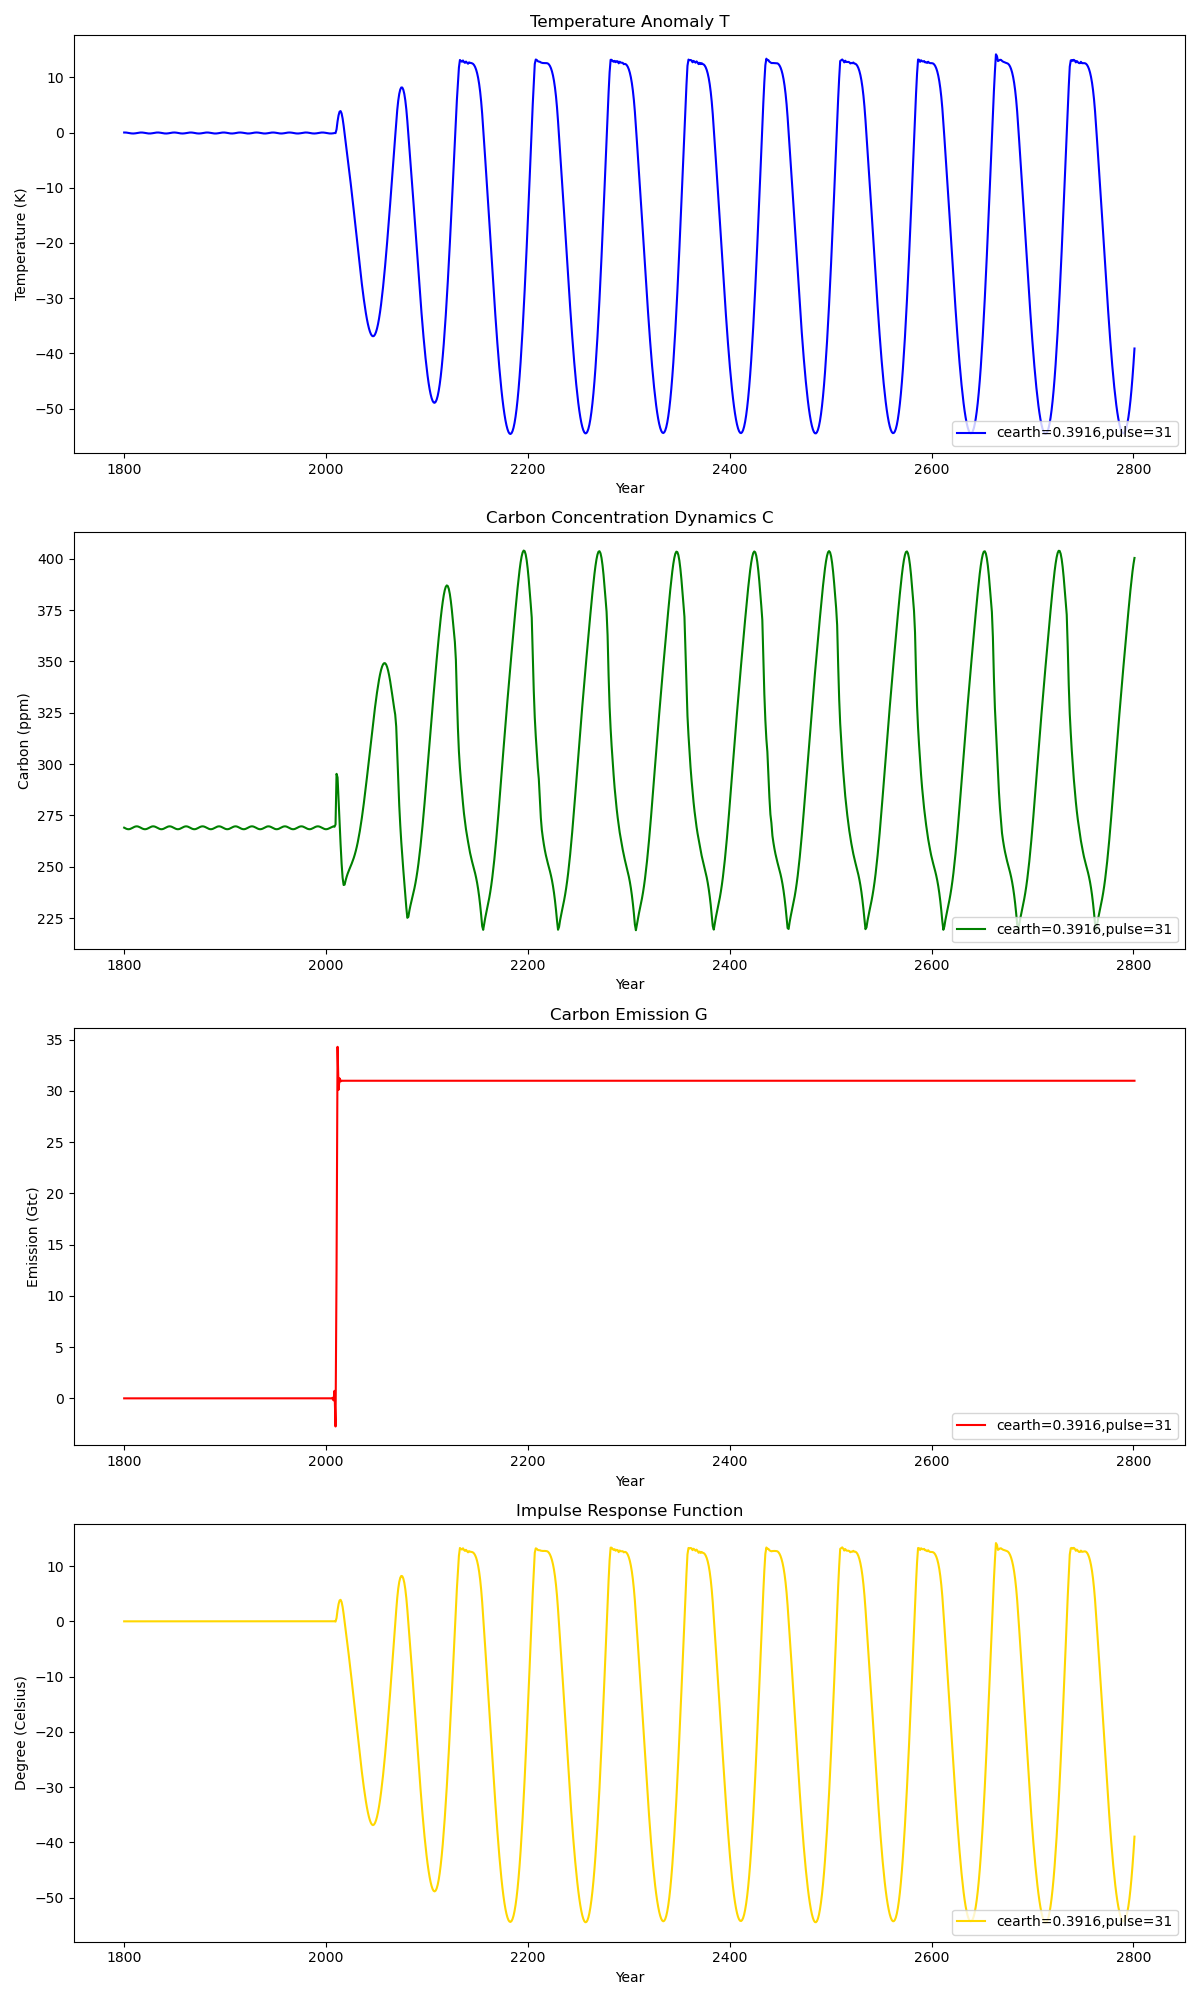 Temperature Anomaly T
10
0
−10
−20
−30
−40
−50
Temperature (K)
cearth=0.3916,pulse=31
1800 2000 2200 2400 2600 2800
Year
Carbon Concentration Dynamics C
400
375
350
325
300
275
250
225
Carbon (ppm)
cearth=0.3916,pulse=31
1800 2000 2200 2400 2600 2800
Year
Carbon Emission G
35
30
25
20
15
10
5
0
Emission (Gtc)
cearth=0.3916,pulse=31
1800 2000 2200 2400 2600 2800
Year
Impulse Response Function
10
0
−10
−20
−30
−40
−50
Degree (Celsius)
cearth=0.3916,pulse=31
1800 2000 2200 2400 2600 2800
Year